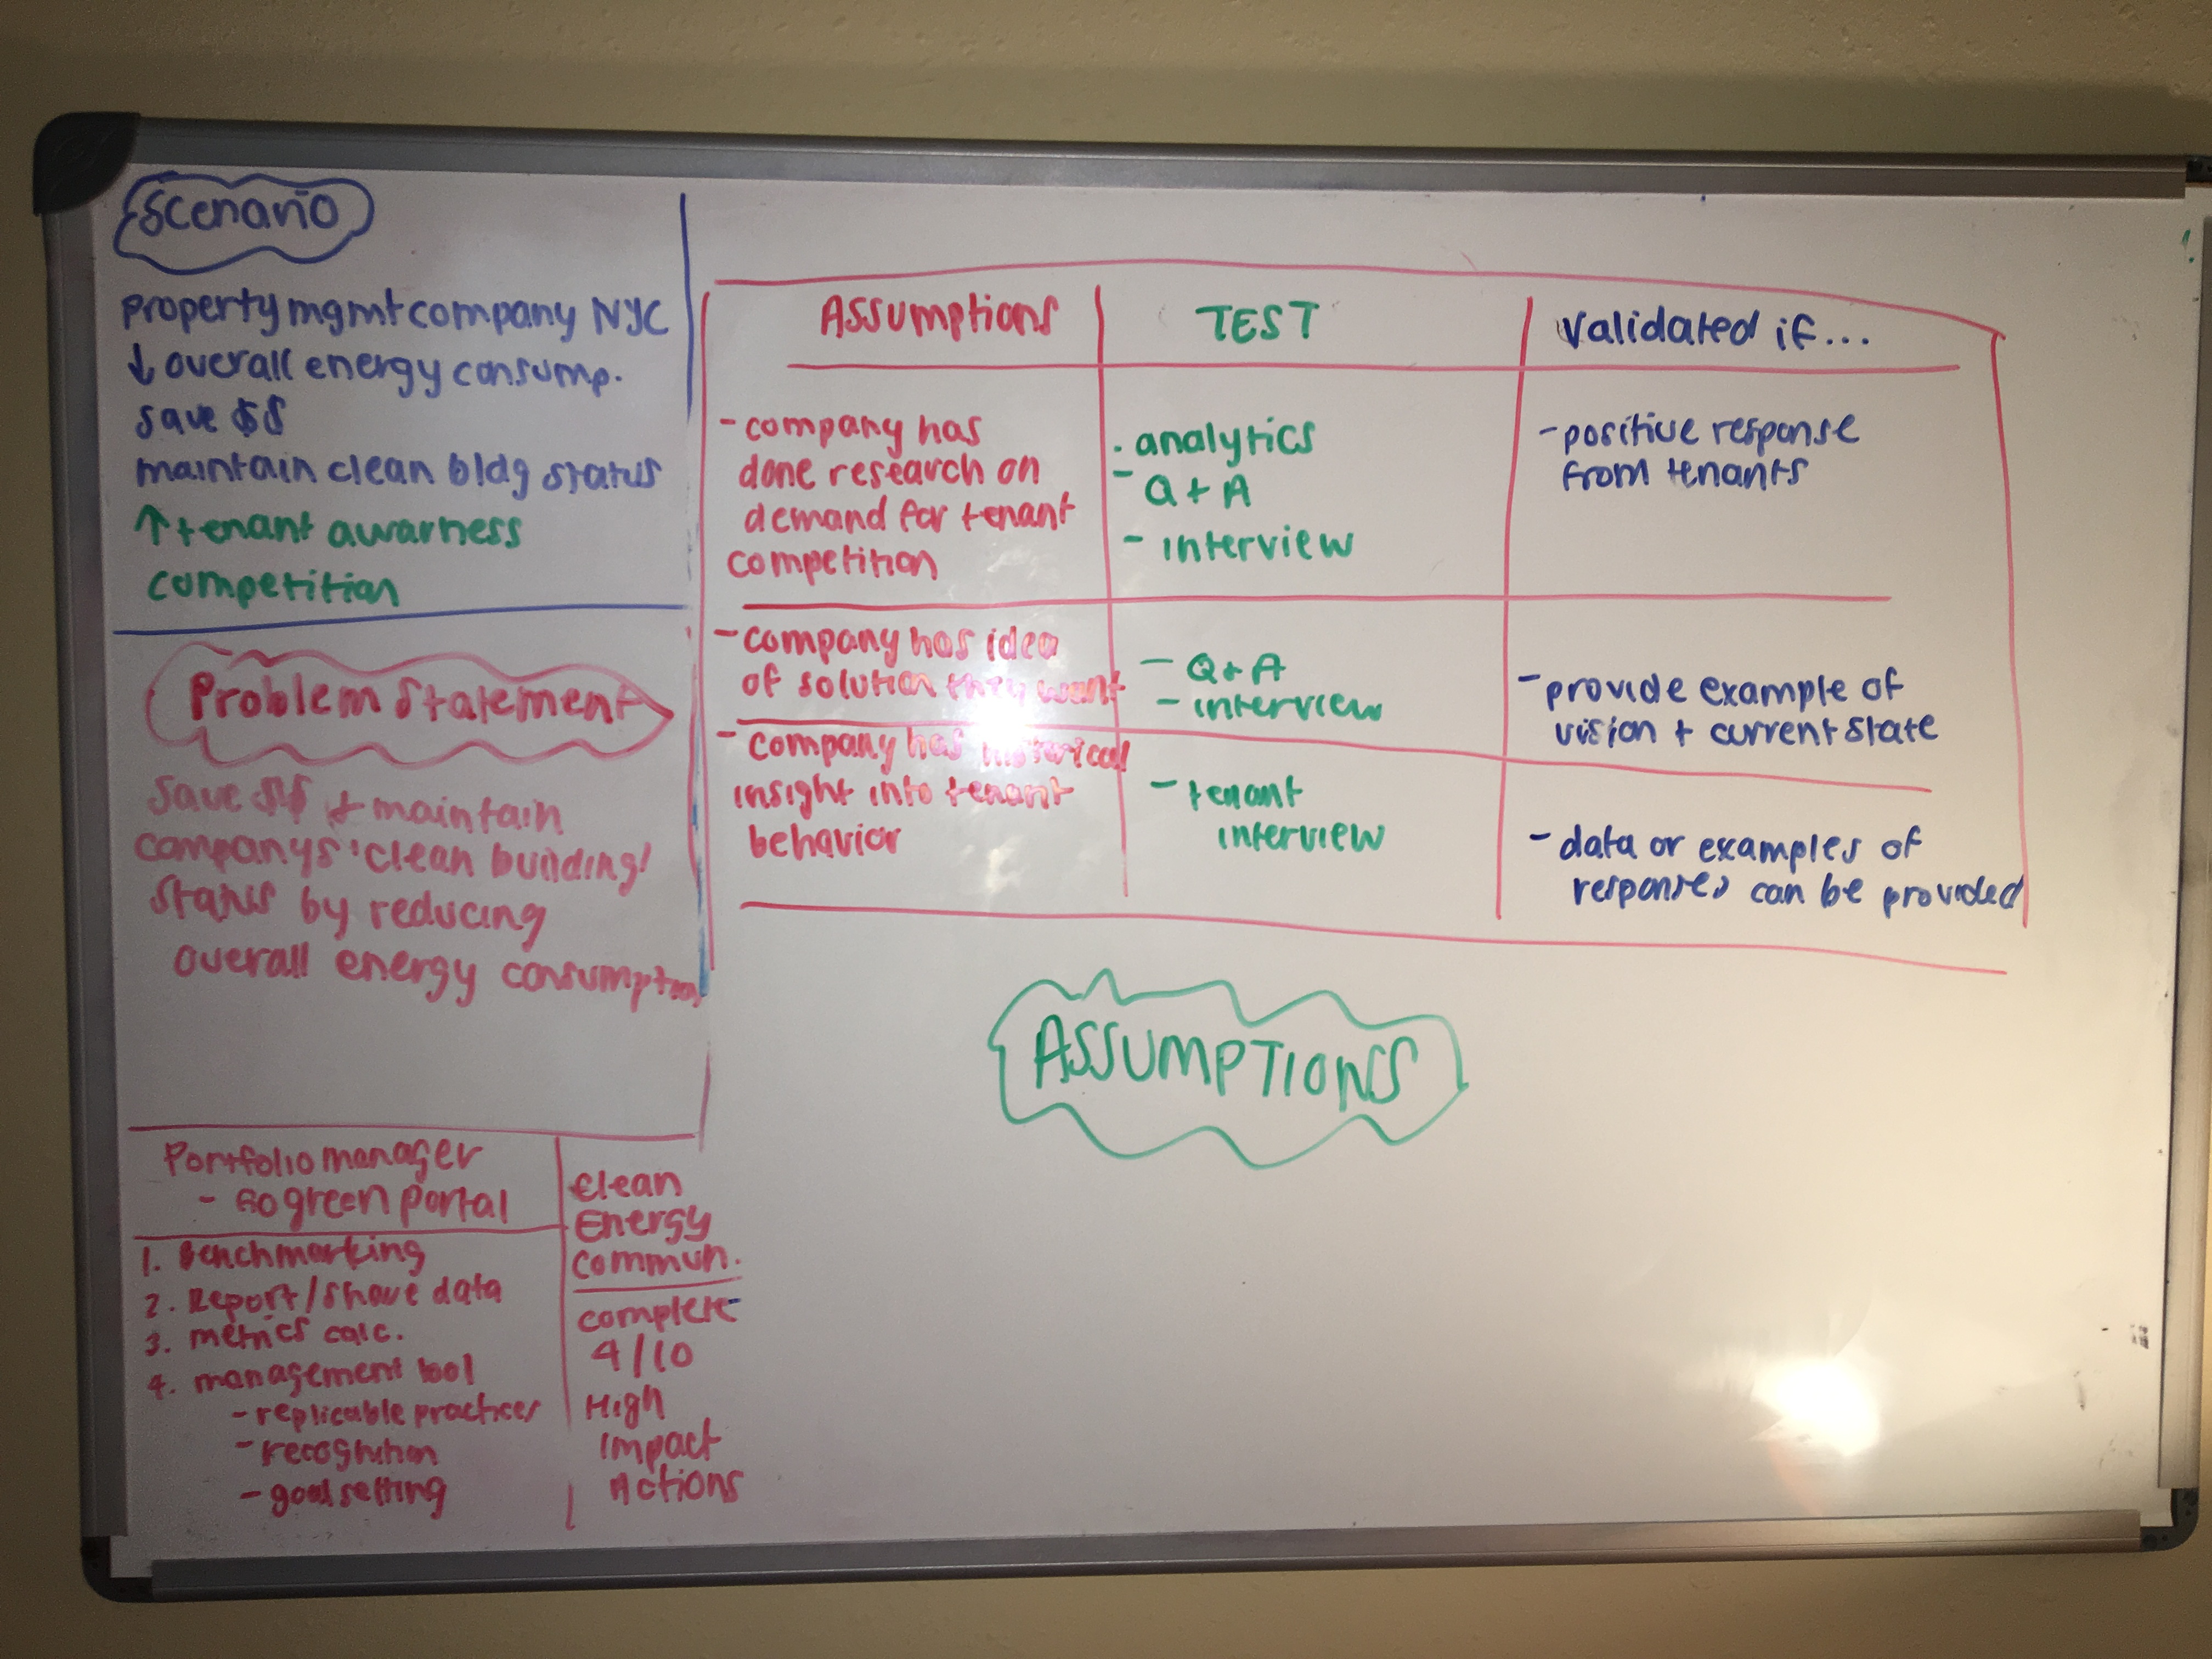 Scenario
property mgmt company NYC
↓ overall energy consump.
save $$
maintain clean bldg status
↑ tenant awarness
competition
Problem Statement
Save $$ + maintain
companys 'clean building'
status by reducing
overall energy consumption
Portfolio manager
- Go green portal
1. Benchmarking
2. Report/share data
3. metrics calc.
4. management tool
- replicable practices
- recognition
- goal setting
Clean
Energy
Commun.
complete
4/10
High
Impact
Actions
Assumptions
TEST
Validated if...
- company has
done research on
demand for tenant
competition
- analytics
- Q + A
- interview
- positive response
from tenants
- company has idea
of solution they want
- Q + A
- interview
- provide example of
vision + current state
- company has historical
insight into tenant
behavior
- tenant
interview
- data or examples of
responses can be provided
ASSUMPTIONS